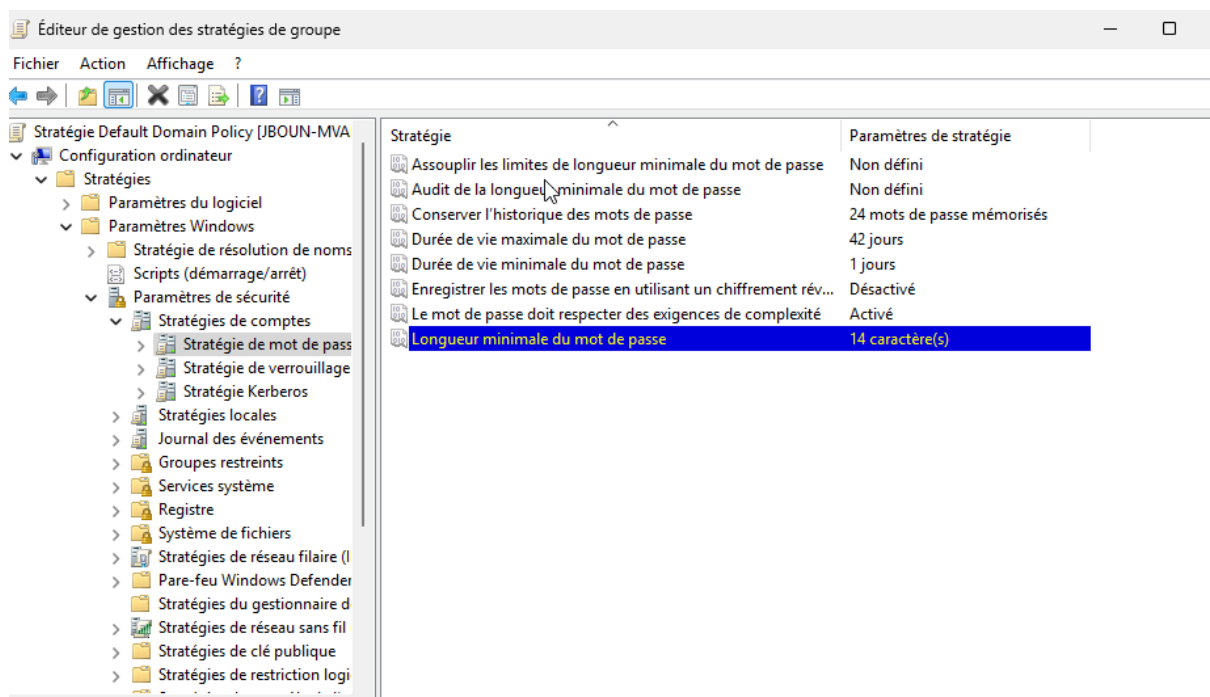 Éditeur de gestion des stratégies de groupe
Fichier Action Affichage ?
Stratégie Default Domain Policy [JBOUN-MVA
Configuration ordinateur
Stratégies
Paramètres du logiciel
Paramètres Windows
Stratégie de résolution de noms
Scripts (démarrage/arrêt)
Paramètres de sécurité
Stratégies de comptes
Stratégie de mot de pass
Stratégie de verrouillage
Stratégie Kerberos
Stratégies locales
Journal des événements
Groupes restreints
Services système
Registre
Système de fichiers
Stratégies de réseau filaire (I
Pare-feu Windows Defender
Stratégies du gestionnaire d
Stratégies de réseau sans fil
Stratégies de clé publique
Stratégies de restriction logi
Stratégie Paramètres de stratégie
Assouplir les limites de longueur minimale du mot de passe Non défini
Audit de la longueur minimale du mot de passe Non défini
Conserver l'historique des mots de passe 24 mots de passe mémorisés
Durée de vie maximale du mot de passe 42 jours
Durée de vie minimale du mot de passe 1 jours
Enregistrer les mots de passe en utilisant un chiffrement rév... Désactivé
Le mot de passe doit respecter des exigences de complexité Activé
Longueur minimale du mot de passe 14 caractère(s)